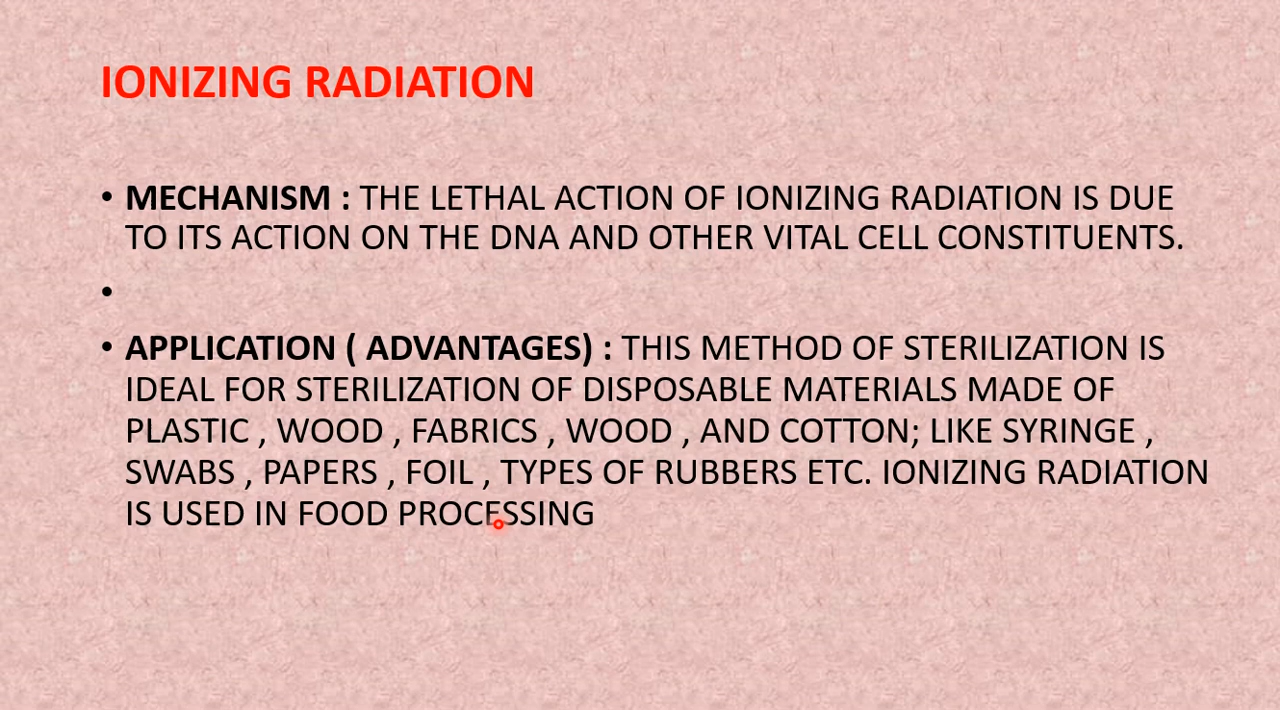 IONIZING RADIATION
• MECHANISM : THE LETHAL ACTION OF IONIZING RADIATION IS DUE
TO ITS ACTION ON THE DNA AND OTHER VITAL CELL CONSTITUENTS.
•
• APPLICATION ( ADVANTAGES) : THIS METHOD OF STERILIZATION IS
IDEAL FOR STERILIZATION OF DISPOSABLE MATERIALS MADE OF
PLASTIC , WOOD , FABRICS , WOOD , AND COTTON; LIKE SYRINGE ,
SWABS , PAPERS , FOIL , TYPES OF RUBBERS ETC. IONIZING RADIATION
IS USED IN FOOD PROCESSING